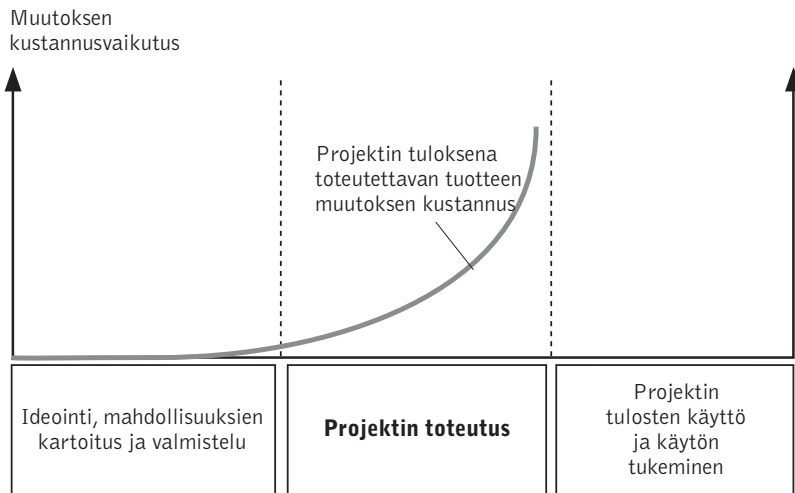 Muutoksen
kustannusvaikutus
Projektin tuloksena
toteutettavan tuotteen
muutoksen kustannus
Ideointi, mahdollisuuksien
kartoitus ja valmistelu
Projektin toteutus
Projektin
tulosten käyttö
ja käytön
tukeminen